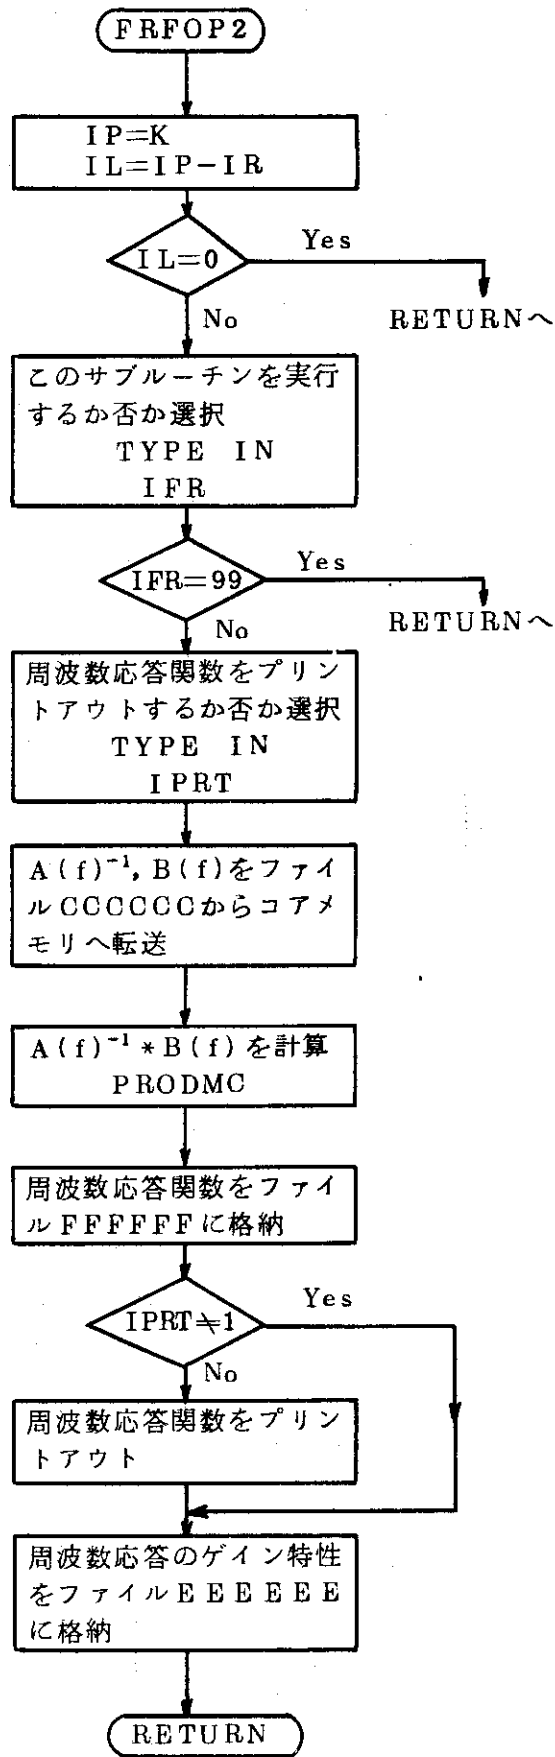 FRFOP2
IP=K
IL=IP-IR
IL=0
Yes
No
RETURNへ
このサブルーチンを実行
するか否か選択
TYPE IN
IFR
IFR=99
Yes
No
RETURNへ
周波数応答関数をプリン
トアウトするか否か選択
TYPE IN
IPRT
A(f)⁻¹, B(f)をファイ
ルCCCCCCからコアメ
モリへ転送
A(f)⁻¹*B(f)を計算
PRODMC
周波数応答関数をファイ
ルFFFFFFに格納
IPRT≠1
Yes
No
周波数応答関数をプリン
トアウト
周波数応答のゲイン特性
をファイルEEEEEE
に格納
RETURN